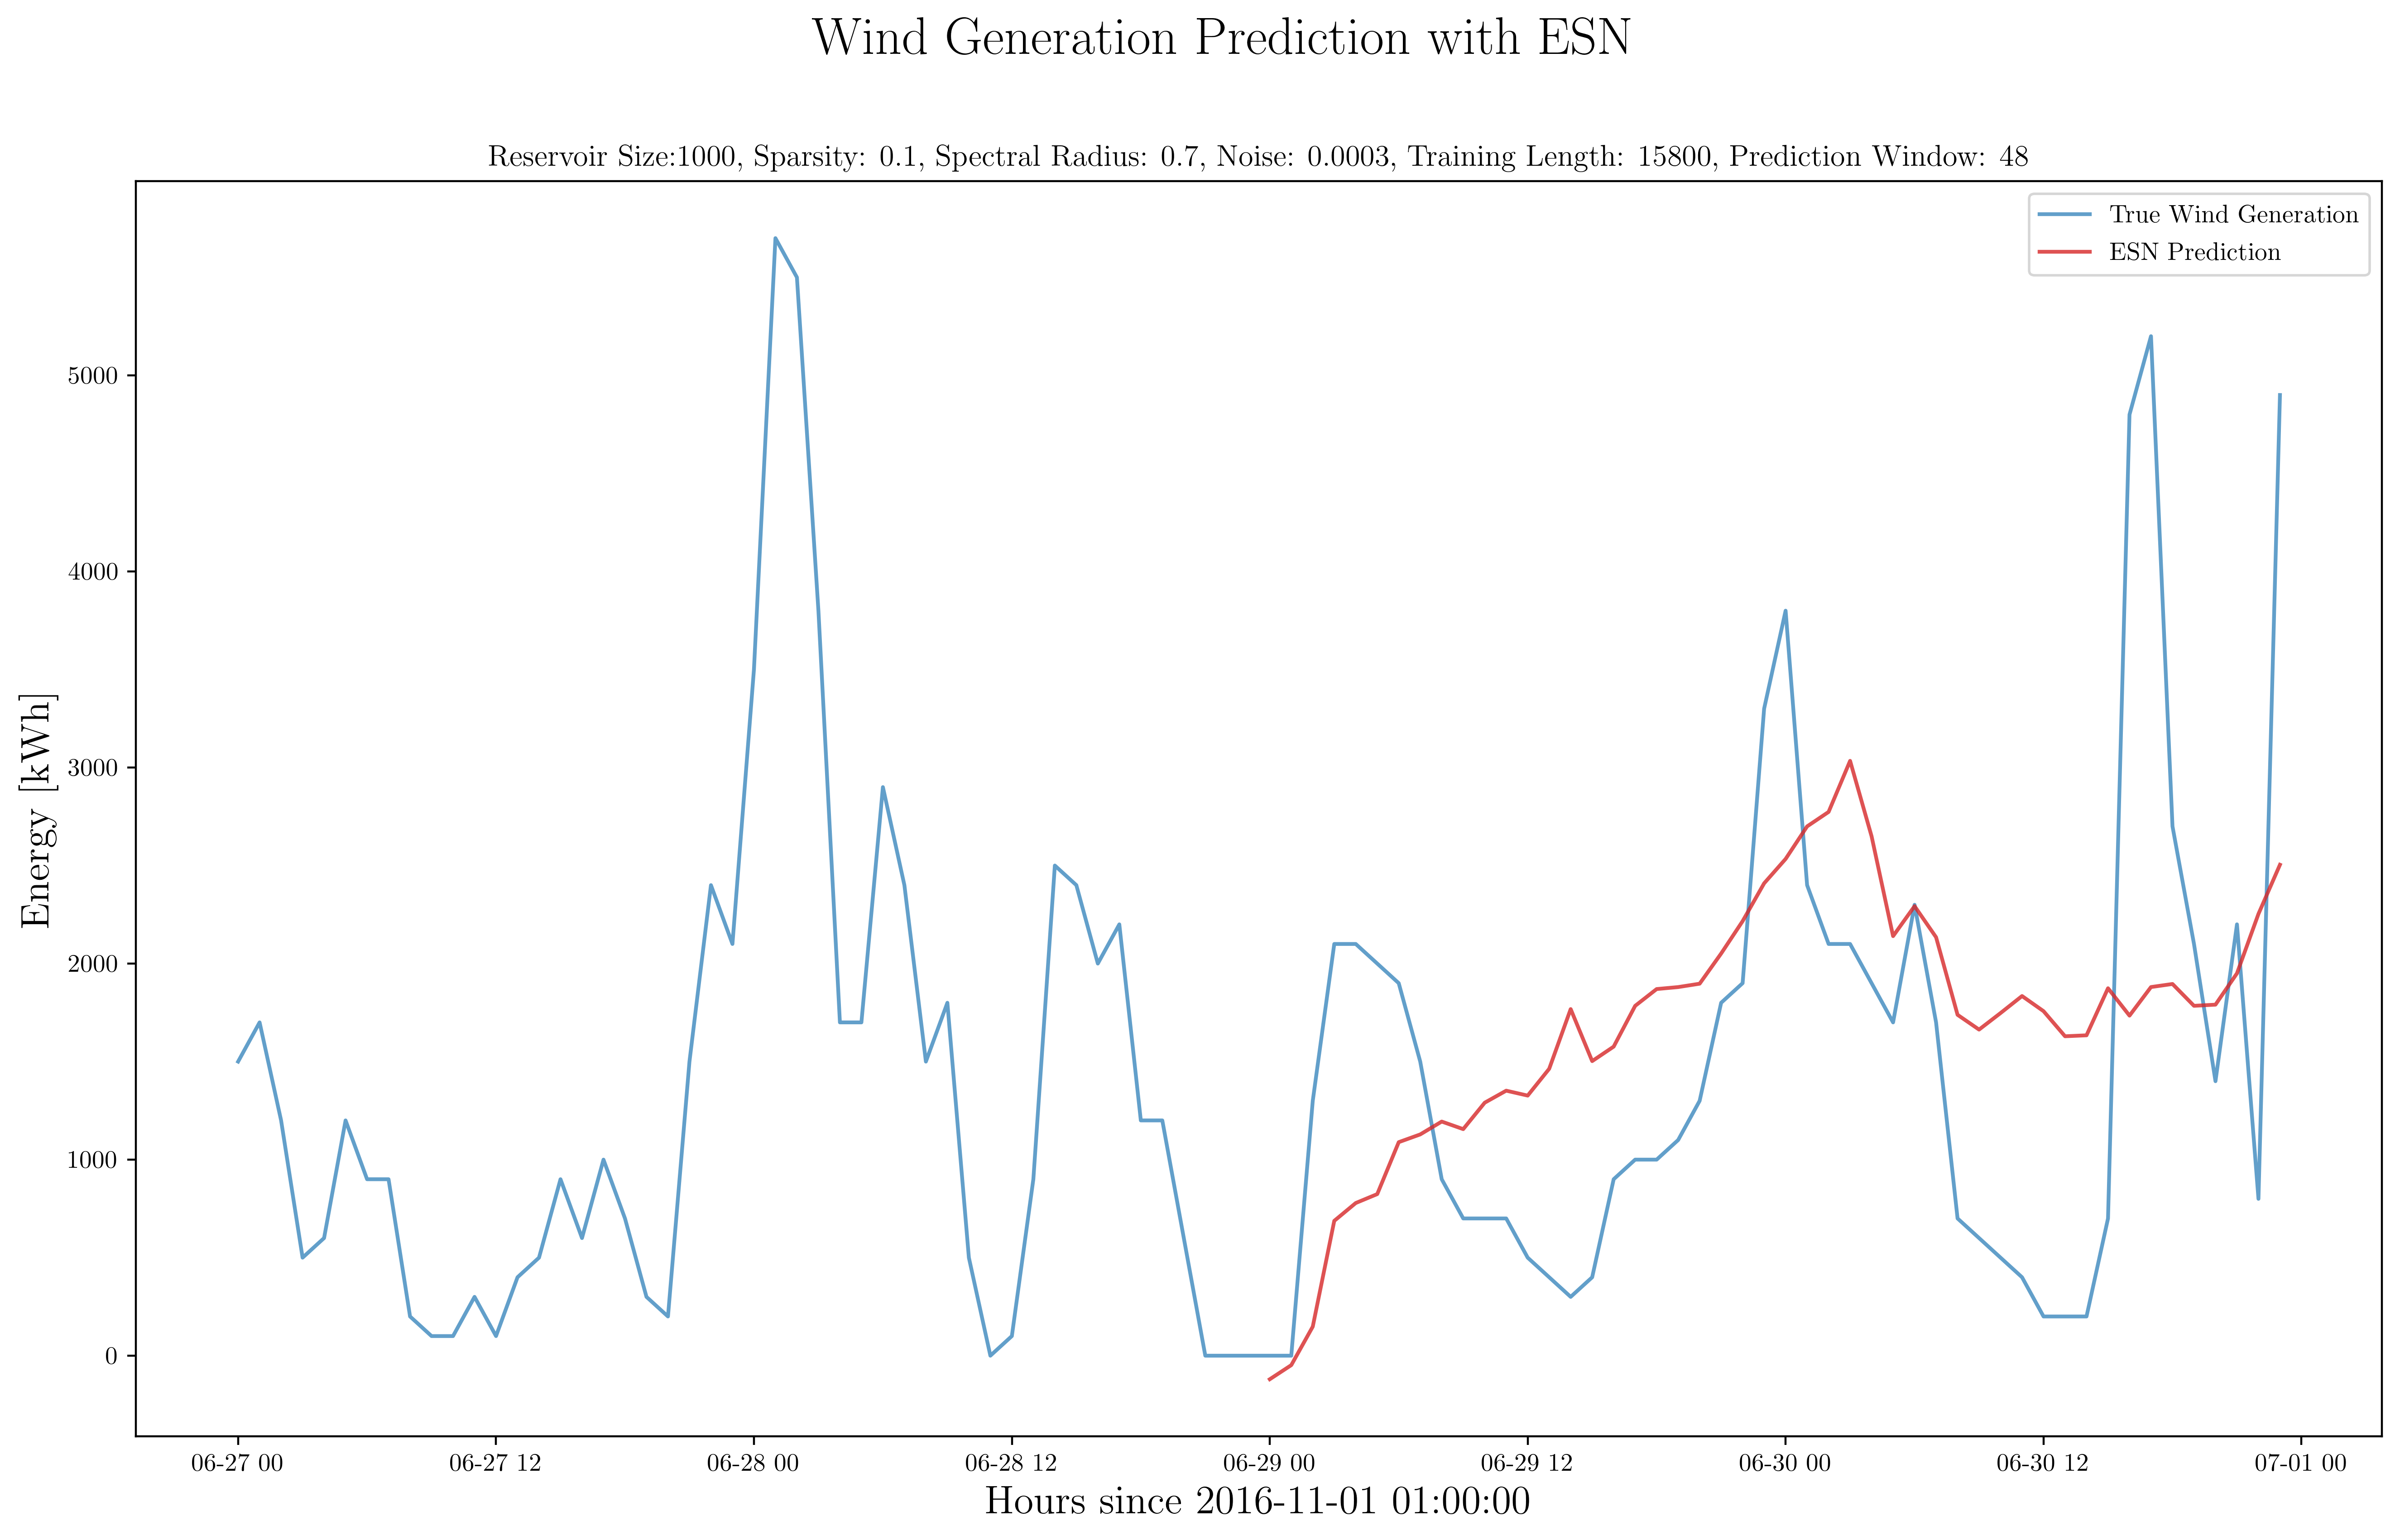 Wind Generation Prediction with ESN
Reservoir Size:1000, Sparsity: 0.1, Spectral Radius: 0.7, Noise: 0.0003, Training Length: 15800, Prediction Window: 48
True Wind Generation
ESN Prediction
Energy [kWh]
5000
4000
3000
2000
1000
0
06-27 00 06-27 12 06-28 00 06-28 12 06-29 00 06-29 12 06-30 00 06-30 12 07-01 00
Hours since 2016-11-01 01:00:00